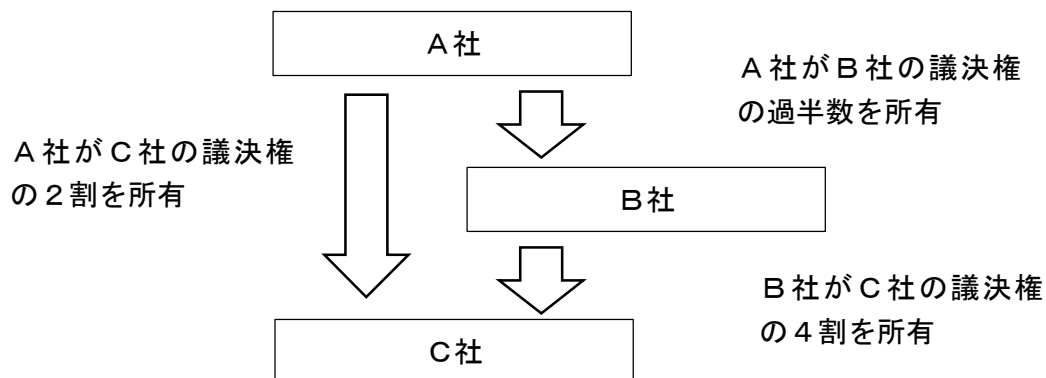 A社
A社がB社の議決権
の過半数を所有
A社がC社の議決権
の2割を所有
B社
B社がC社の議決権
の4割を所有
C社